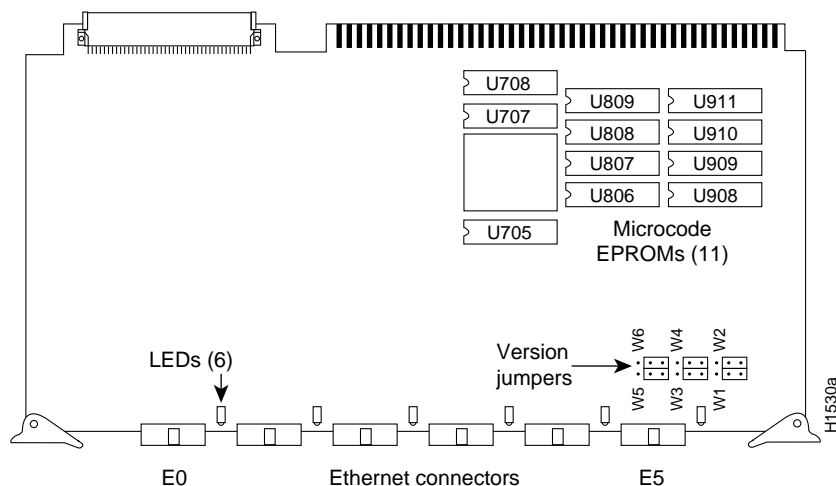 U708
U707
U705
U809
U808
U807
U806
U911
U910
U909
U908
Microcode
EPROMs (11)
LEDs (6)
Version
jumpers
W6
W4
W2
W5
W3
W1
E0
Ethernet connectors
E5
H1530a